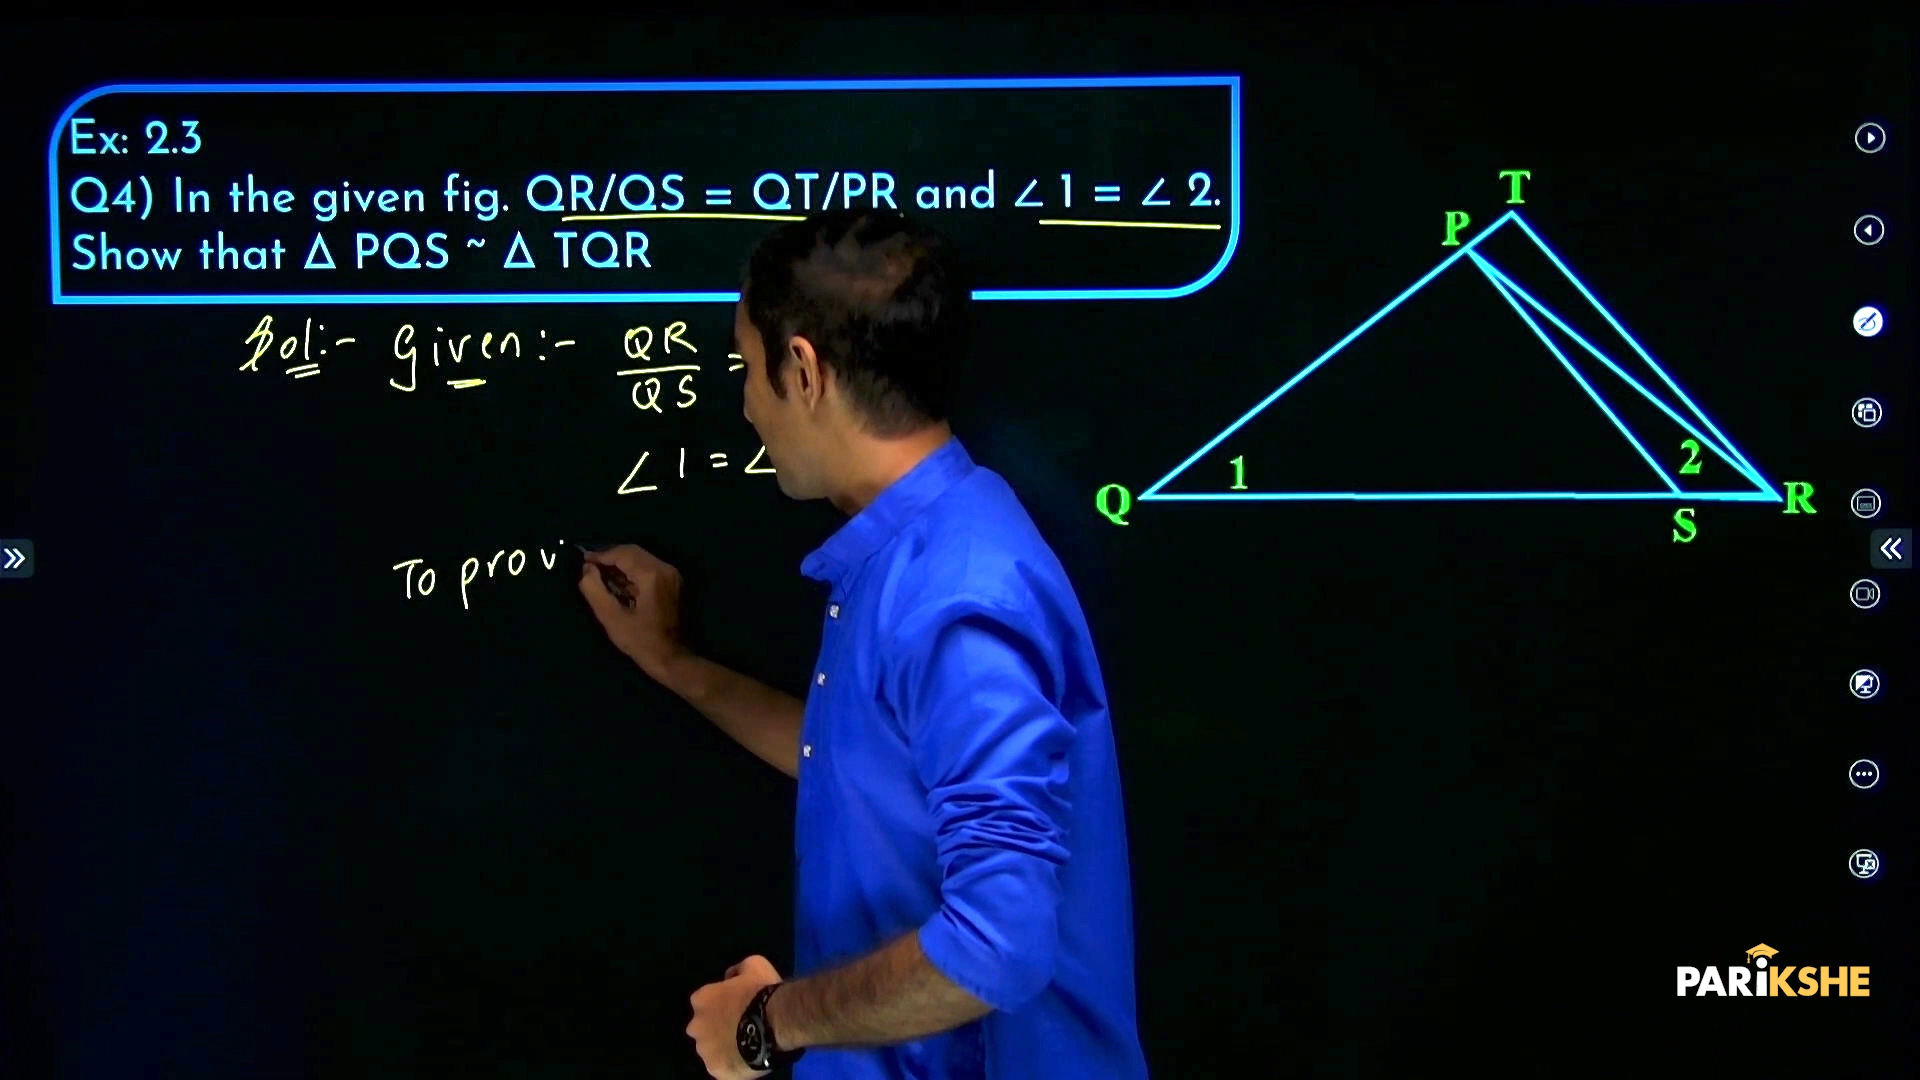 Ex: 2.3
Q4) In the given fig. QR/QS = QT/PR and ∠ 1 = ∠ 2.
Show that Δ PQS ~ Δ TQR
Sol:- Given:- QR/QS =
∠ 1 = ∠
To prov
T
P
1
2
Q
S
R
PARiKSHE